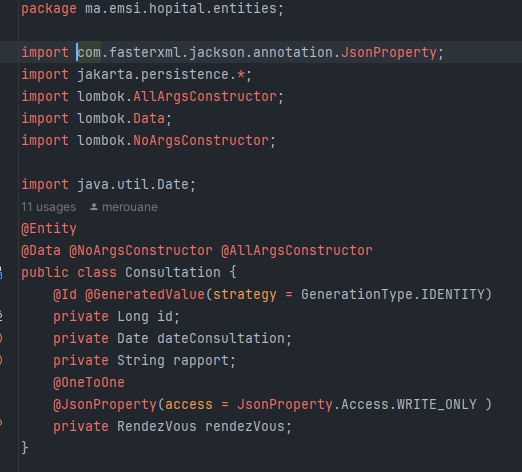 package ma.emsi.hopital.entities;
import com.fasterxml.jackson.annotation.JsonProperty;
import jakarta.persistence.*;
import lombok.AllArgsConstructor;
import lombok.Data;
import lombok.NoArgsConstructor;
import java.util.Date;
11 usages merouane
@Entity
@Data @NoArgsConstructor @AllArgsConstructor
public class Consultation {
    @Id @GeneratedValue(strategy = GenerationType.IDENTITY)
    private Long id;
    private Date dateConsultation;
    private String rapport;
    @OneToOne
    @JsonProperty(access = JsonProperty.Access.WRITE_ONLY )
    private RendezVous rendezVous;
}